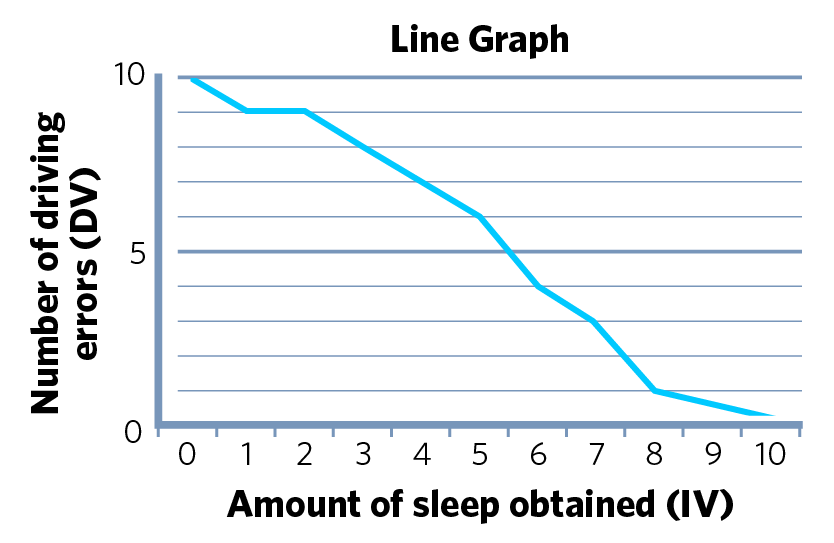 Line Graph
Number of driving
errors (DV)
10
5
0
0 1 2 3 4 5 6 7 8 9 10
Amount of sleep obtained (IV)